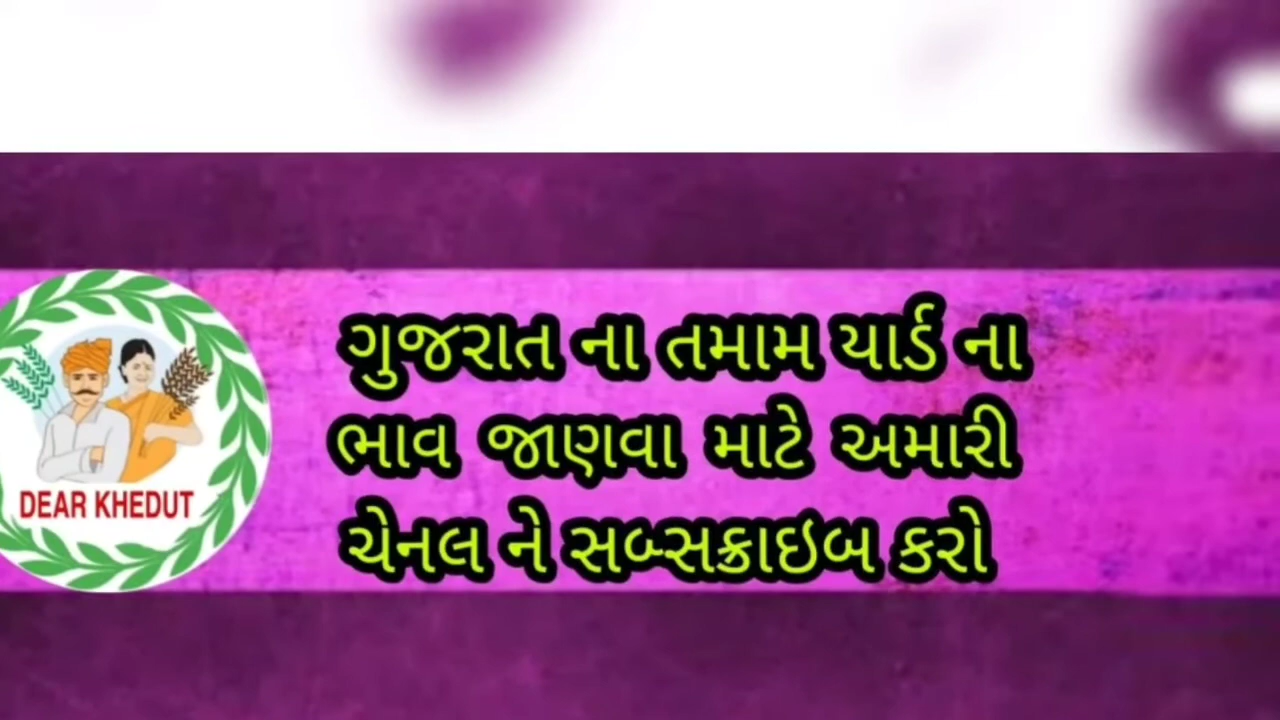 ગુજરાત ના તમામ યાર્ડ ના
ભાવ જાણવા માટે અમારી
ચેનલ ને સબ્સક્રાઇબ કરો
DEAR KHEDUT